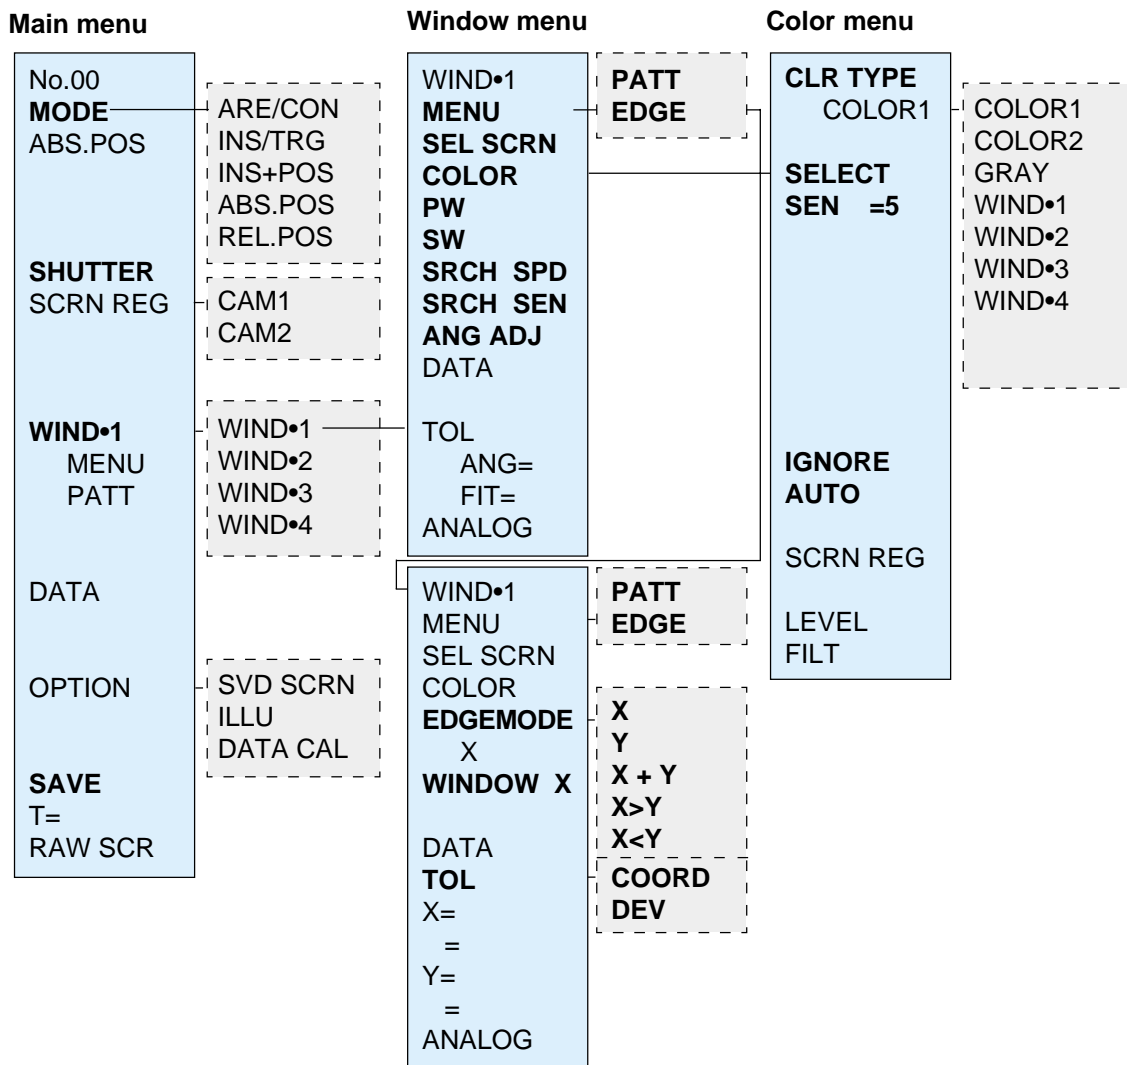 Main menu
No.00
MODE
ABS.POS
SHUTTER
SCRN REG
WIND•1
MENU
PATT
DATA
OPTION
SAVE
T=
RAW SCR
ARE/CON
INS/TRG
INS+POS
ABS.POS
REL.POS
CAM1
CAM2
WIND•1
WIND•2
WIND•3
WIND•4
SVD SCRN
ILLU
DATA CAL
Window menu
WIND•1
MENU
SEL SCRN
COLOR
PW
SW
SRCH SPD
SRCH SEN
ANG ADJ
DATA
TOL
ANG=
FIT=
ANALOG
PATT
EDGE
WIND•1
MENU
SEL SCRN
COLOR
EDGEMODE
X
WINDOW X
DATA
TOL
X=
=
Y=
=
ANALOG
PATT
EDGE
X
Y
X + Y
X>Y
X<Y
COORD
DEV
Color menu
CLR TYPE
COLOR1
SELECT
SEN =5
IGNORE
AUTO
SCRN REG
LEVEL
FILT
COLOR1
COLOR2
GRAY
WIND•1
WIND•2
WIND•3
WIND•4